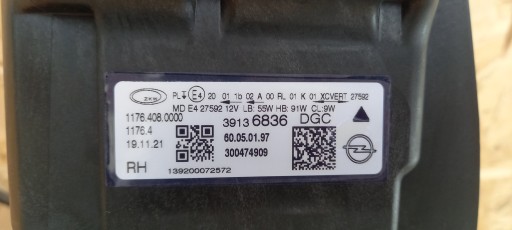 ZKW PL E4 20 01 1b 02 A 00 RL 01 K 01 XCVERT 27592
MD E4 27592 12V LB: 55W HB: 91W CL:9W
1176.408.0000
1176.4
19.11.21
RH
3913 6836 DGC
60.05.01.97
300474909
139200072572